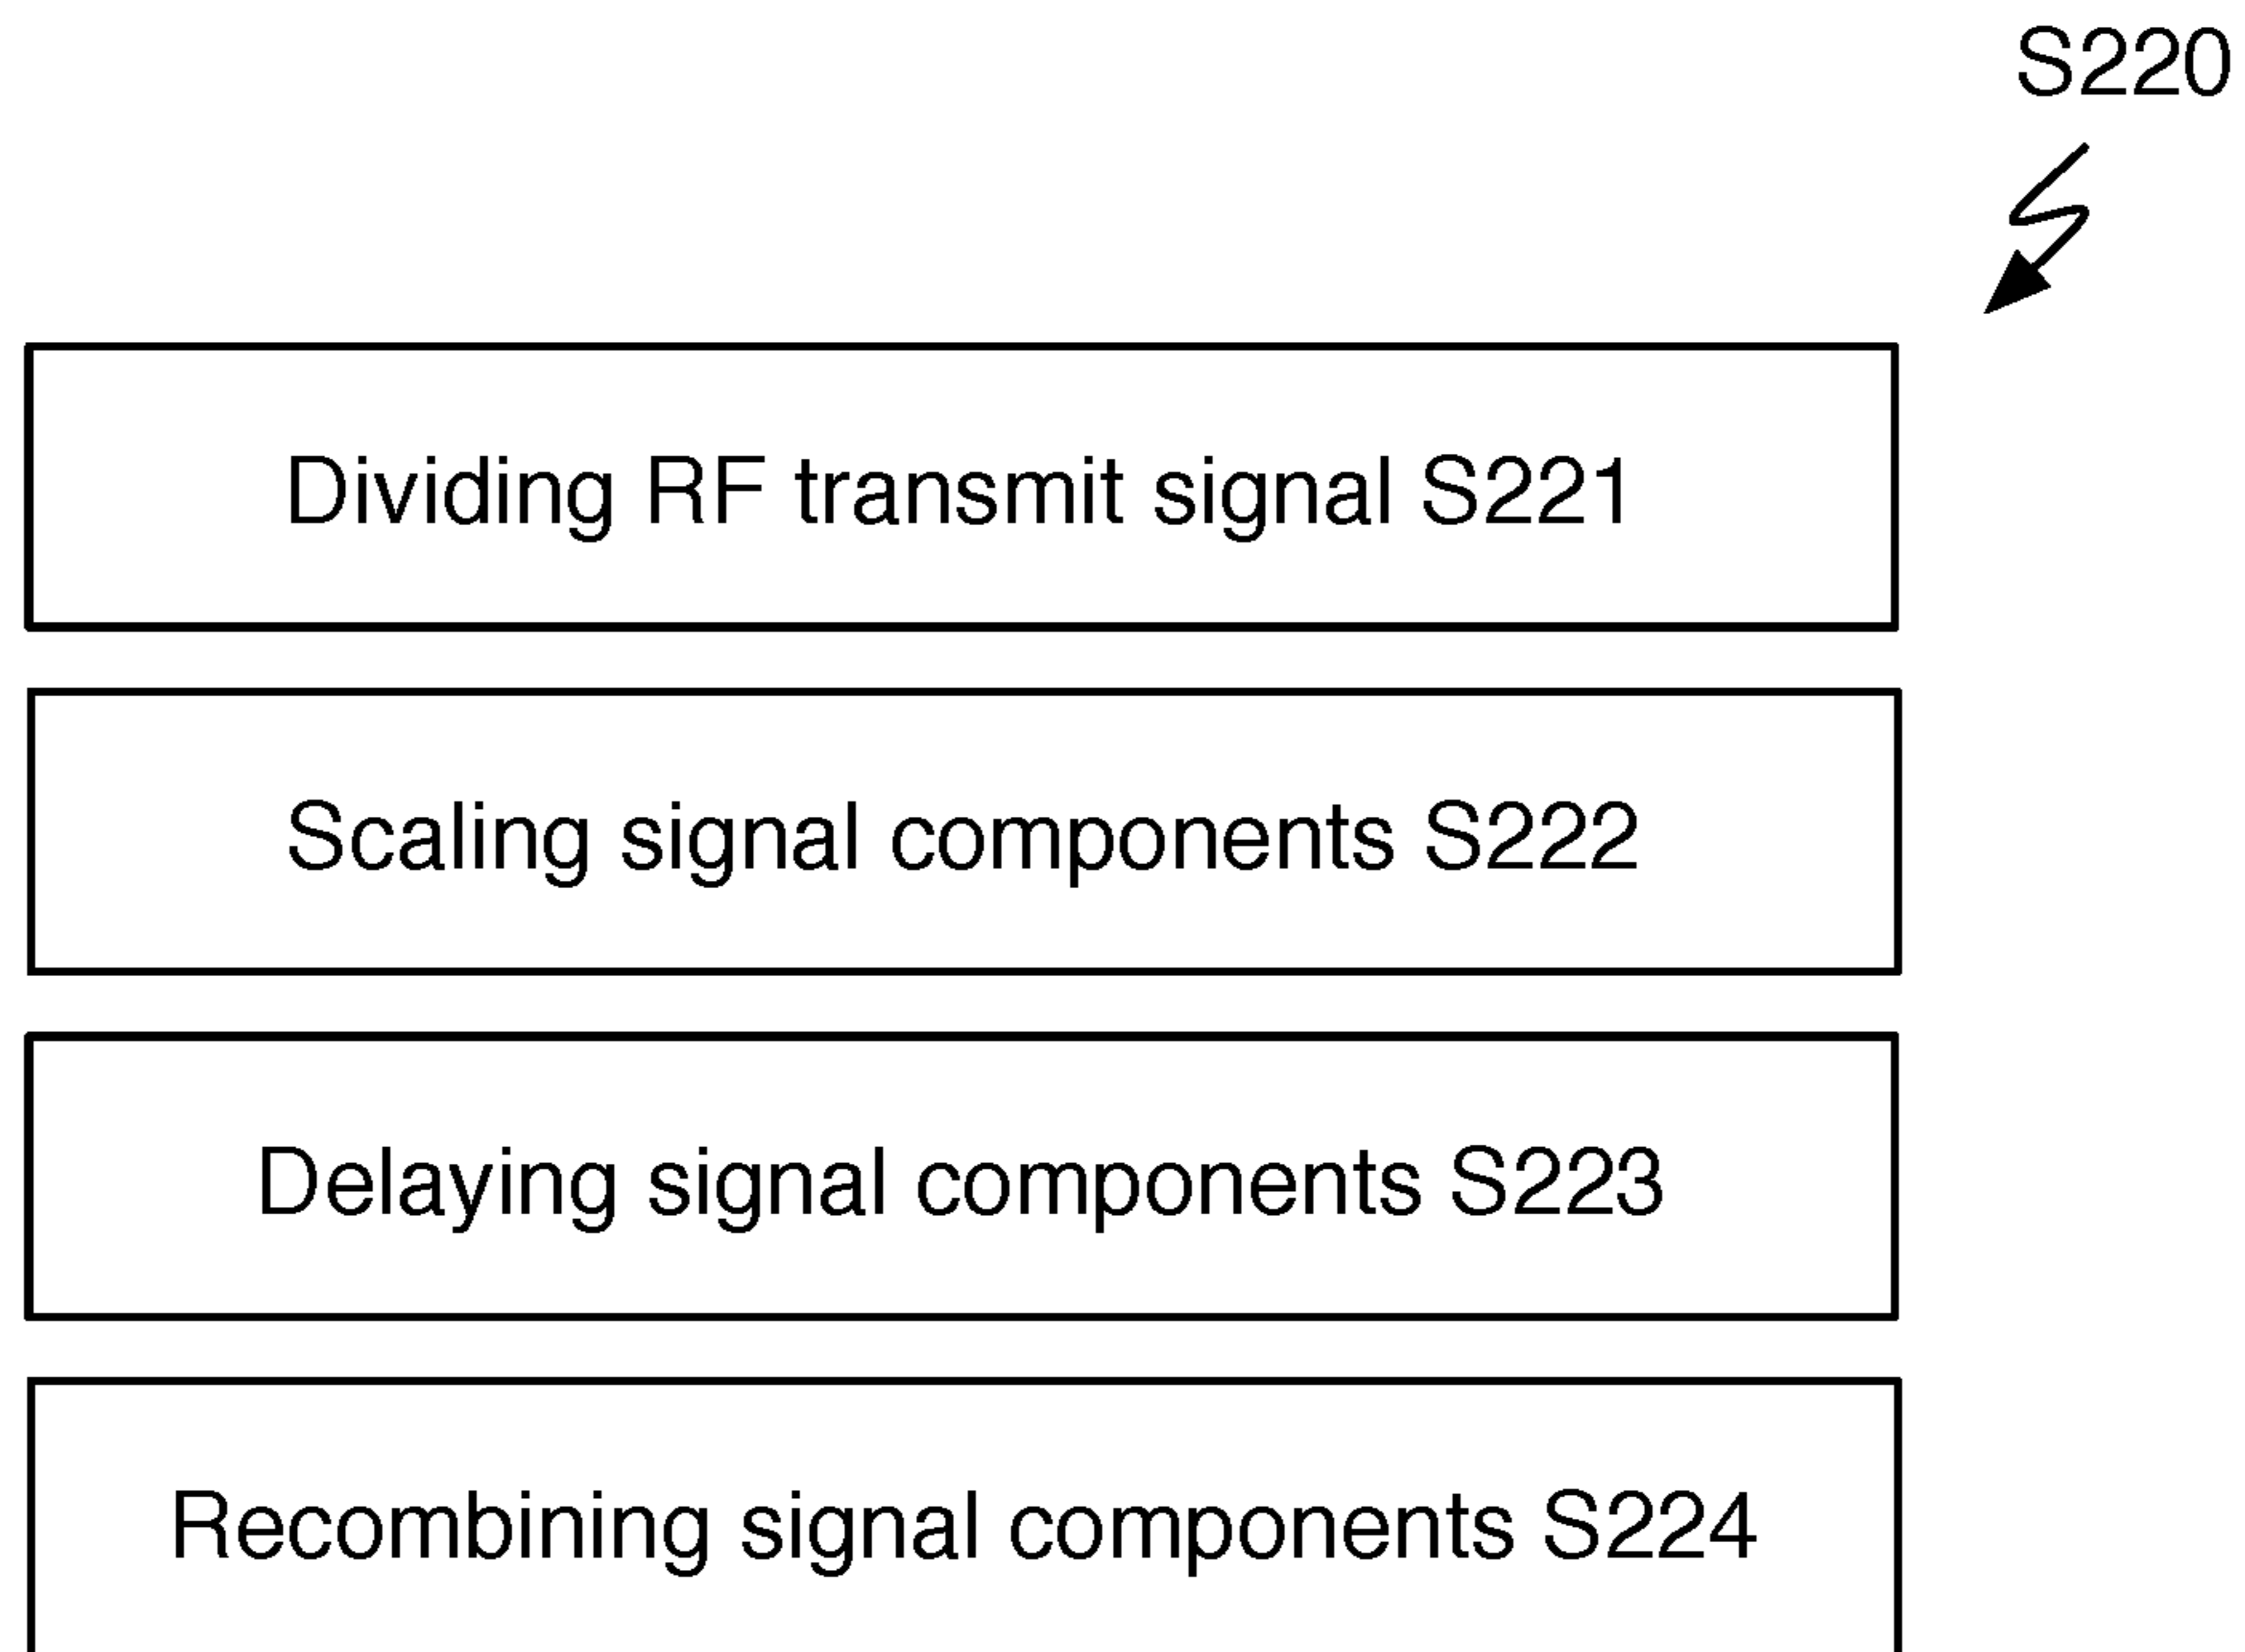 S220
Dividing RF transmit signal S221
Scaling signal components S222
Delaying signal components S223
Recombining signal components S224